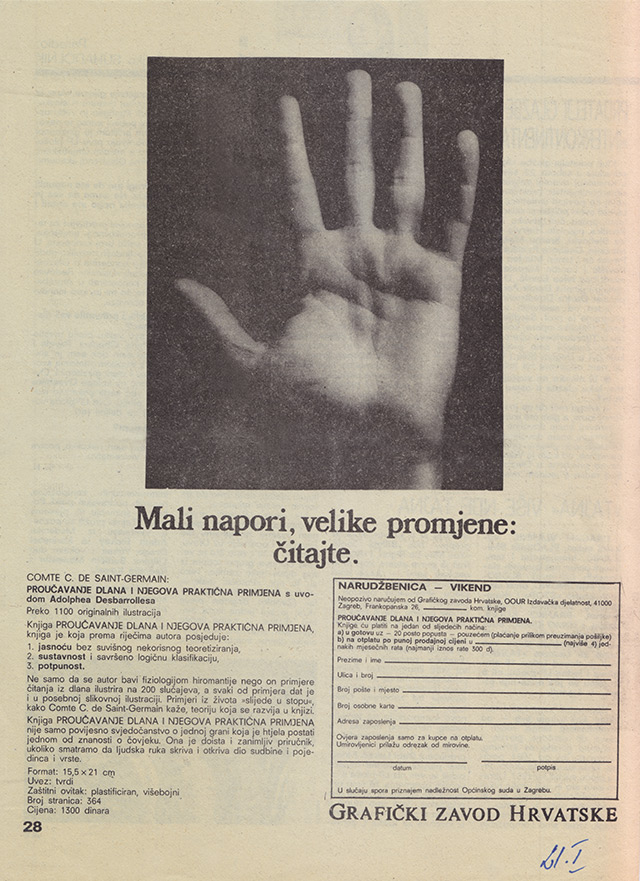 Mali napori, velike promjene:
čitajte.
COMTE C. DE SAINT-GERMAIN:
PROUČAVANJE DLANA I NJEGOVA PRAKTIČNA PRIMJENA s uvo-
dom Adolphea Desbarrollesa
Preko 1100 originalnih ilustracija
Knjiga PROUČAVANJE DLANA I NJEGOVA PRAKTIČNA PRIMJENA,
knjiga je koja prema riječima autora posjeduje:
1. jasnoću bez suvišnog nekorisnog teoretiziranja,
2. sustavnost i savršeno logičnu klasifikaciju,
3. potpunost.
Ne samo da se autor bavi fiziologijom hiromantije nego on primjere
čitanja iz dlana ilustrira na 200 slučajeva, a svaki od primjera dat je
i u posebnoj slikovnoj ilustraciji. Primjeri iz života »slijede u stopu«,
kako Comte C. de Saint-Germain kaže, teoriju koja se razvija u knjizi.
Knjiga PROUČAVANJE DLANA I NJEGOVA PRAKTIČNA PRIMJENA
nije samo povijesno svjedočanstvo o jednoj grani koja je htjela postati
jednom od znanosti o čovjeku. Ona je doista i zanimljiv priručnik,
ukoliko smatramo da ljudska ruka skriva i otkriva dio sudbine i poje-
dinca i vrste.
Format: 15,5 × 21 cm
Uvez: tvrdi
Zaštitni ovitak: plastificiran, višebojni
Broj stranica: 364
Cijena: 1300 dinara
28
NARUDŽBENICA — VIKEND
Neopozivo naručujem od Grafičkog zavoda Hrvatske, OOUR Izdavačka djelatnost, 41000
Zagreb, Frankopanska 26, kom. knjige
PROUČAVANJE DLANA I NJEGOVA PRAKTIČNA PRIMJENA.
Knjige ću platiti na jedan od sljedećih načina:
a) u gotovu uz — 20 posto popusta — pouzećem (plaćanje prilikom preuzimanja pošiljke)
b) na otplatu po punoj prodajnoj cijeni u (najviše 4) jed-
nakih mjesečnih rata (najmanji iznos rate 300 d).
Prezime i ime
Ulica i broj
Broj pošte i mjesto
Broj osobne karte
Adresa zaposlenja
Ovjera zaposlenja samo za kupce na otplatu.
Umirovljenici prilažu odrezak od mirovine.
datum potpis
U slučaju spora priznajem nadležnost Općinskog suda u Zagrebu.
GRAFIČKI ZAVOD HRVATSKE